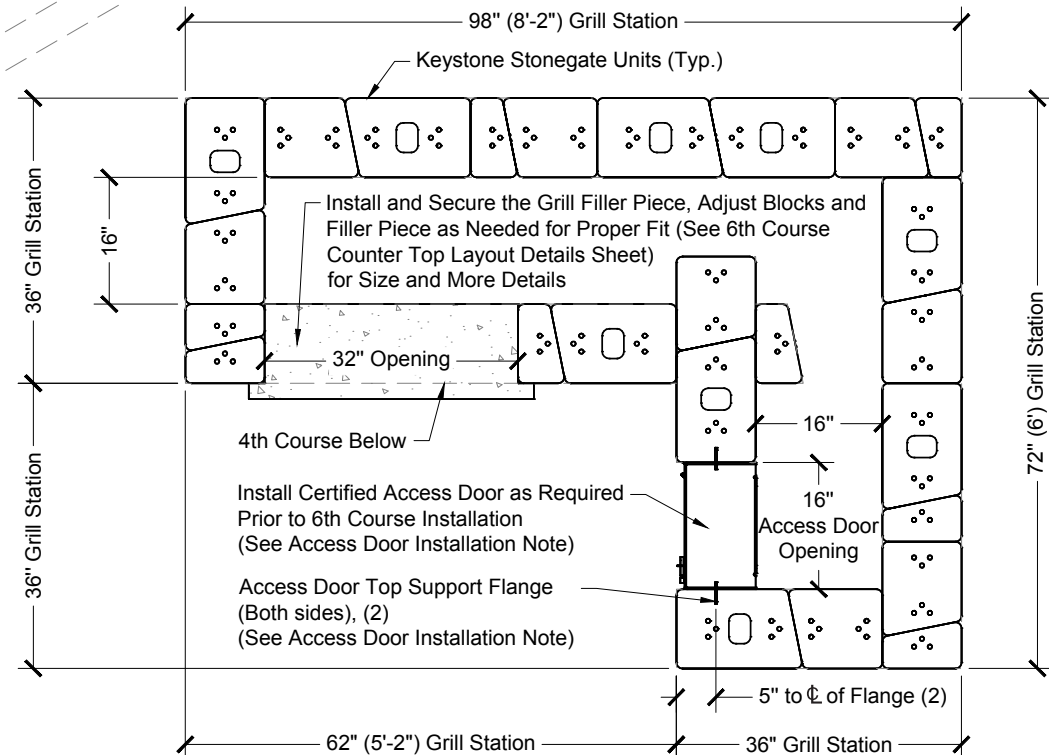 98" (8'-2") Grill Station
Keystone Stonegate Units (Typ.)
36" Grill Station
16"
Install and Secure the Grill Filler Piece, Adjust Blocks and
Filler Piece as Needed for Proper Fit (See 6th Course
Counter Top Layout Details Sheet)
for Size and More Details
32" Opening
72" (6') Grill Station
4th Course Below
16"
36" Grill Station
Install Certified Access Door as Required
Prior to 6th Course Installation
(See Access Door Installation Note)
16"
Access Door
Opening
Access Door Top Support Flange
(Both sides), (2)
(See Access Door Installation Note)
5" to ℄ of Flange (2)
62" (5'-2") Grill Station
36" Grill Station